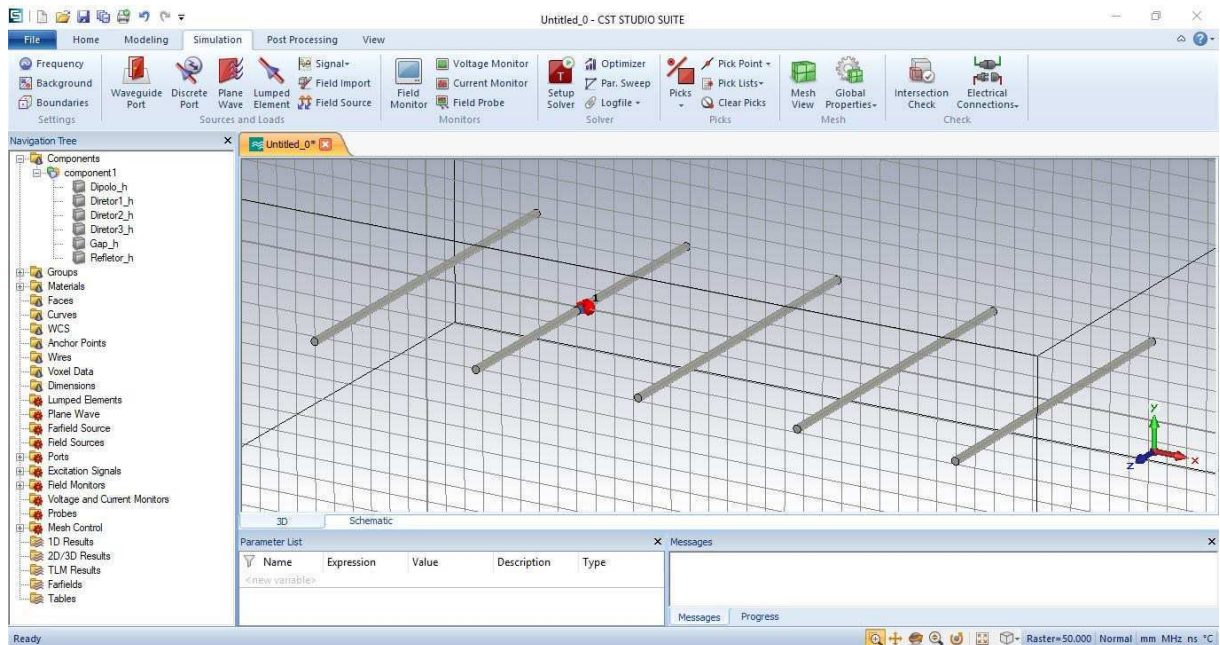 Untitled_0 - CST STUDIO SUITE
File Home Modeling Simulation Post Processing View
Frequency
Background
Boundaries
Settings
Waveguide Port
Discrete Port
Plane Wave
Lumped Element
Signal
Field Import
Field Source
Sources and Loads
Field Monitor
Voltage Monitor
Current Monitor
Field Probe
Monitors
Setup Solver
Optimizer
Par. Sweep
Logfile
Solver
Picks
Pick Point
Pick Lists
Clear Picks
Picks
Mesh View
Global Properties
Mesh
Intersection Check
Electrical Connections
Check
Navigation Tree
Components
component1
Dipolo_h
Diretor1_h
Diretor2_h
Diretor3_h
Gap_h
Refletor_h
Groups
Materials
Faces
Curves
WCS
Anchor Points
Wires
Voxel Data
Dimensions
Lumped Elements
Plane Wave
Farfield Source
Field Sources
Ports
Excitation Signals
Field Monitors
Voltage and Current Monitors
Probes
Mesh Control
1D Results
2D/3D Results
TLM Results
Farfields
Tables
Untitled_0*
1
y
x
z
3D Schematic
Parameter List
Name Expression Value Description Type
<new variable>
Messages
Messages Progress
Ready
Raster=50.000 Normal mm MHz ns °C